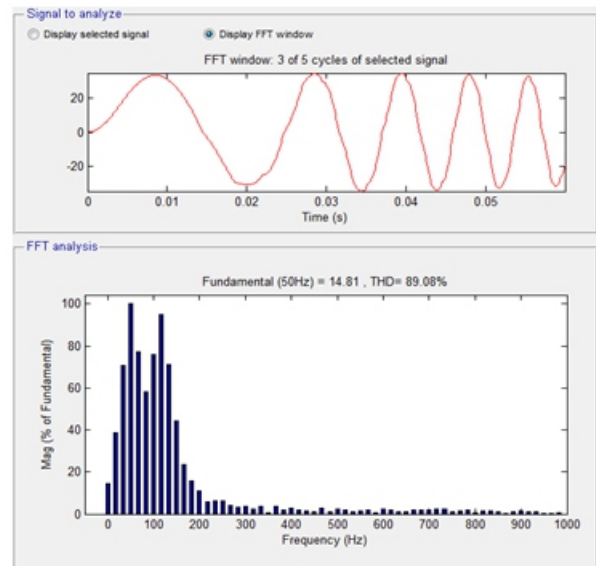 Signal to analyze
Display selected signal Display FFT window
FFT window: 3 of 5 cycles of selected signal
20
0
-20
0 0.01 0.02 0.03 0.04 0.05
Time (s)
FFT analysis
Fundamental (50Hz) = 14.81 , THD= 89.08%
Mag (% of Fundamental)
100
80
60
40
20
0
0 100 200 300 400 500 600 700 800 900 1000
Frequency (Hz)